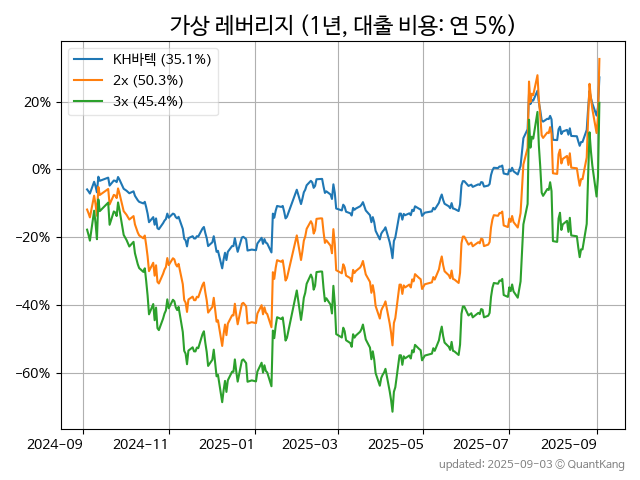 가상 레버리지 (1년, 대출 비용: 연 5%)
KH바텍 (35.1%)
2x (50.3%)
3x (45.4%)
20%
0%
−20%
−40%
−60%
2024-09 2024-11 2025-01 2025-03 2025-05 2025-07 2025-09
updated: 2025-09-03 © QuantKang